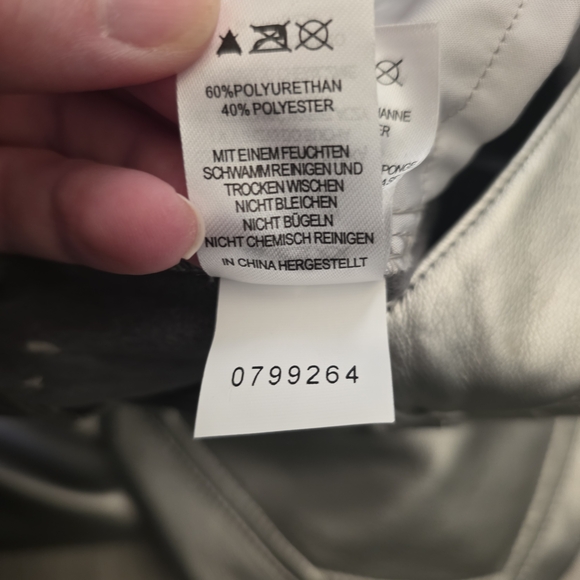 60%POLYURETHAN
40% POLYESTER
MIT EINEM FEUCHTEN
SCHWAMM REINIGEN UND
TROCKEN WISCHEN
NICHT BLEICHEN
NICHT BÜGELN
NICHT CHEMISCH REINIGEN
IN CHINA HERGESTELLT
0799264